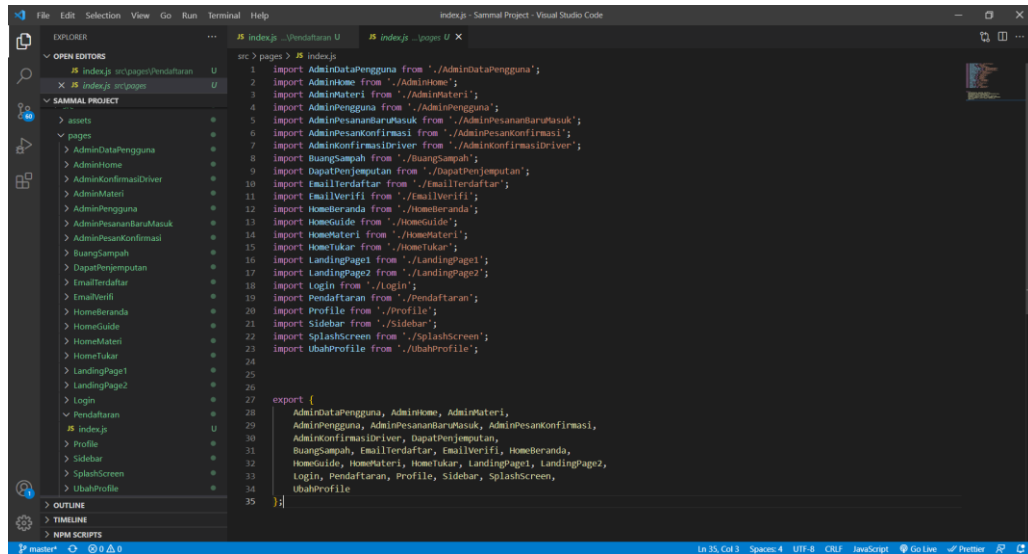 File Edit Selection View Go Run Terminal Help
index.js - Sammal Project - Visual Studio Code
EXPLORER
OPEN EDITORS
JS index.js src\pages\Pendaftaran U
JS index.js src\pages U
SAMMAL PROJECT
assets
pages
AdminDataPengguna
AdminHome
AdminKonfirmasiDriver
AdminMateri
AdminPengguna
AdminPesananBaruMasuk
AdminPesanKonfirmasi
BuangSampah
DapatPenjemputan
EmailTerdaftar
EmailVerifi
HomeBeranda
HomeGuide
HomeMateri
HomeTukar
LandingPage1
LandingPage2
Login
Pendaftaran
JS index.js U
Profile
Sidebar
SplashScreen
UbahProfile
OUTLINE
TIMELINE
NPM SCRIPTS
60
1
JS index.js ...\Pendaftaran U
JS index.js ...\pages U
src > pages > JS index.js
1 import AdminDataPengguna from './AdminDataPengguna';
2 import AdminHome from './AdminHome';
3 import AdminMateri from './AdminMateri';
4 import AdminPengguna from './AdminPengguna';
5 import AdminPesananBaruMasuk from './AdminPesananBaruMasuk';
6 import AdminPesanKonfirmasi from './AdminPesanKonfirmasi';
7 import AdminKonfirmasiDriver from './AdminKonfirmasiDriver';
8 import BuangSampah from './BuangSampah';
9 import DapatPenjemputan from './DapatPenjemputan';
10 import EmailTerdaftar from './EmailTerdaftar';
11 import EmailVerifi from './EmailVerifi';
12 import HomeBeranda from './HomeBeranda';
13 import HomeGuide from './HomeGuide';
14 import HomeMateri from './HomeMateri';
15 import HomeTukar from './HomeTukar';
16 import LandingPage1 from './LandingPage1';
17 import LandingPage2 from './LandingPage2';
18 import Login from './Login';
19 import Pendaftaran from './Pendaftaran';
20 import Profile from './Profile';
21 import Sidebar from './Sidebar';
22 import SplashScreen from './SplashScreen';
23 import UbahProfile from './UbahProfile';
24
25
26
27 export {
28 AdminDataPengguna, AdminHome, AdminMateri,
29 AdminPengguna, AdminPesananBaruMasuk, AdminPesanKonfirmasi,
30 AdminKonfirmasiDriver, DapatPenjemputan,
31 BuangSampah, EmailTerdaftar, EmailVerifi, HomeBeranda,
32 HomeGuide, HomeMateri, HomeTukar, LandingPage1, LandingPage2,
33 Login, Pendaftaran, Profile, Sidebar, SplashScreen,
34 UbahProfile
35 };
master* 0 0 Ln 35, Col 3 Spaces: 4 UTF-8 CRLF JavaScript Go Live Prettier